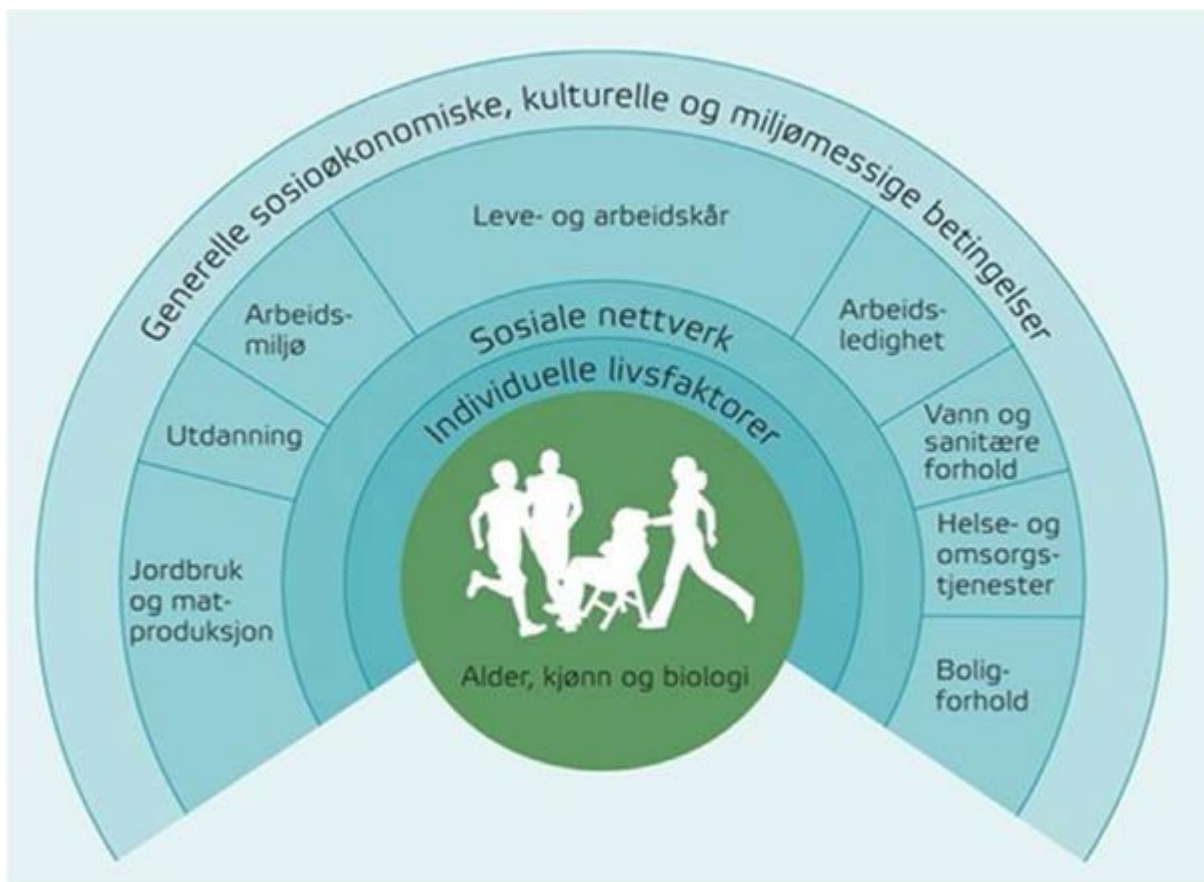 Generelle sosioøkonomiske, kulturelle og miljømessige betingelser
Leve- og arbeidskår
Arbeids-
miljø
Utdanning
Jordbruk
og mat-
produksjon
Arbeids-
ledighet
Vann og
sanitære
forhold
Helse- og
omsorgs-
tjenester
Bolig-
forhold
Sosiale nettverk
Individuelle livsfaktorer
Alder, kjønn og biologi